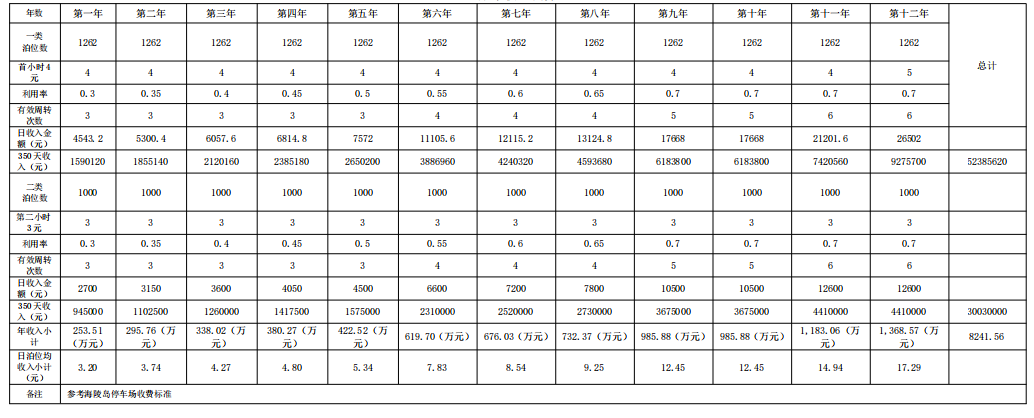 年数 第一年 第二年 第三年 第四年 第五年 第六年 第七年 第八年 第九年 第十年 第十一年 第十二年 总计
一类泊位数 1262 1262 1262 1262 1262 1262 1262 1262 1262 1262 1262 1262
首小时4元 4 4 4 4 4 4 4 4 4 4 4 5
利用率 0.3 0.35 0.4 0.45 0.5 0.55 0.6 0.65 0.7 0.7 0.7 0.7
有效周转次数 3 3 3 3 3 4 4 4 5 5 6 6
日收入金额（元） 4543.2 5300.4 6057.6 6814.8 7572 11105.6 12115.2 13124.8 17668 17668 21201.6 26502
350天收入（元） 1590120 1855140 2120160 2385180 2650200 3886960 4240320 4593680 6183800 6183800 7420560 9275700 52385620
二类泊位数 1000 1000 1000 1000 1000 1000 1000 1000 1000 1000 1000 1000
第二小时3元 3 3 3 3 3 3 3 3 3 3 3 3
利用率 0.3 0.35 0.4 0.45 0.5 0.55 0.6 0.65 0.7 0.7 0.7 0.7
有效周转次数 3 3 3 3 3 4 4 4 5 5 6 6
日收入金额（元） 2700 3150 3600 4050 4500 6600 7200 7800 10500 10500 12600 12600
350天收入（元） 945000 1102500 1260000 1417500 1575000 2310000 2520000 2730000 3675000 3675000 4410000 4410000 30030000
年收入小计 253.51（万元） 295.76（万元） 338.02（万元） 380.27（万元） 422.52（万元） 619.70（万元） 676.03（万元） 732.37（万元） 985.88（万元） 985.88（万元） 1,183.06（万元） 1,368.57（万元） 8241.56
日泊位均收入小计（元） 3.20 3.74 4.27 4.80 5.34 7.83 8.54 9.25 12.45 12.45 14.94 17.29
备注 参考海陵岛停车场收费标准